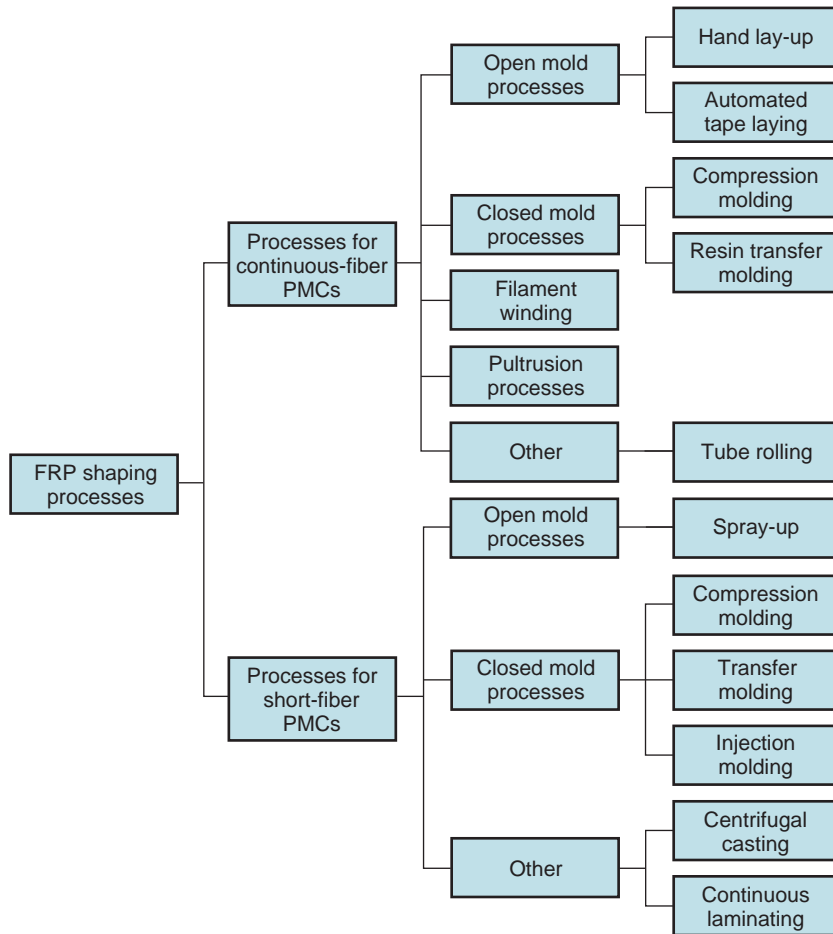 FRP shaping
processes
Processes for
continuous-fiber
PMCs
Open mold
processes
Hand lay-up
Automated
tape laying
Closed mold
processes
Compression
molding
Resin transfer
molding
Filament
winding
Pultrusion
processes
Other
Tube rolling
Processes for
short-fiber
PMCs
Open mold
processes
Spray-up
Closed mold
processes
Compression
molding
Transfer
molding
Injection
molding
Other
Centrifugal
casting
Continuous
laminating